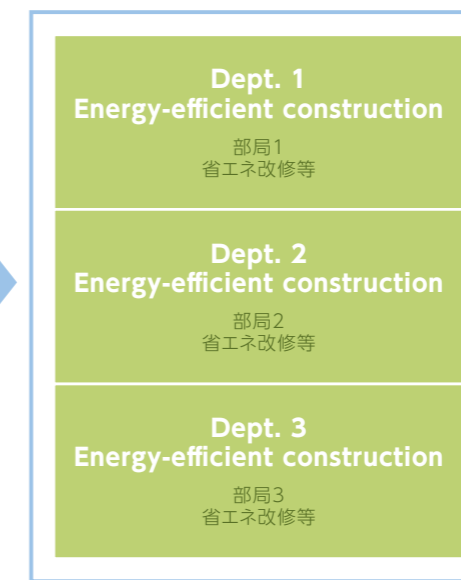 Dept. 1
Energy-efficient construction
部局1
省エネ改修等
Dept. 2
Energy-efficient construction
部局2
省エネ改修等
Dept. 3
Energy-efficient construction
部局3
省エネ改修等